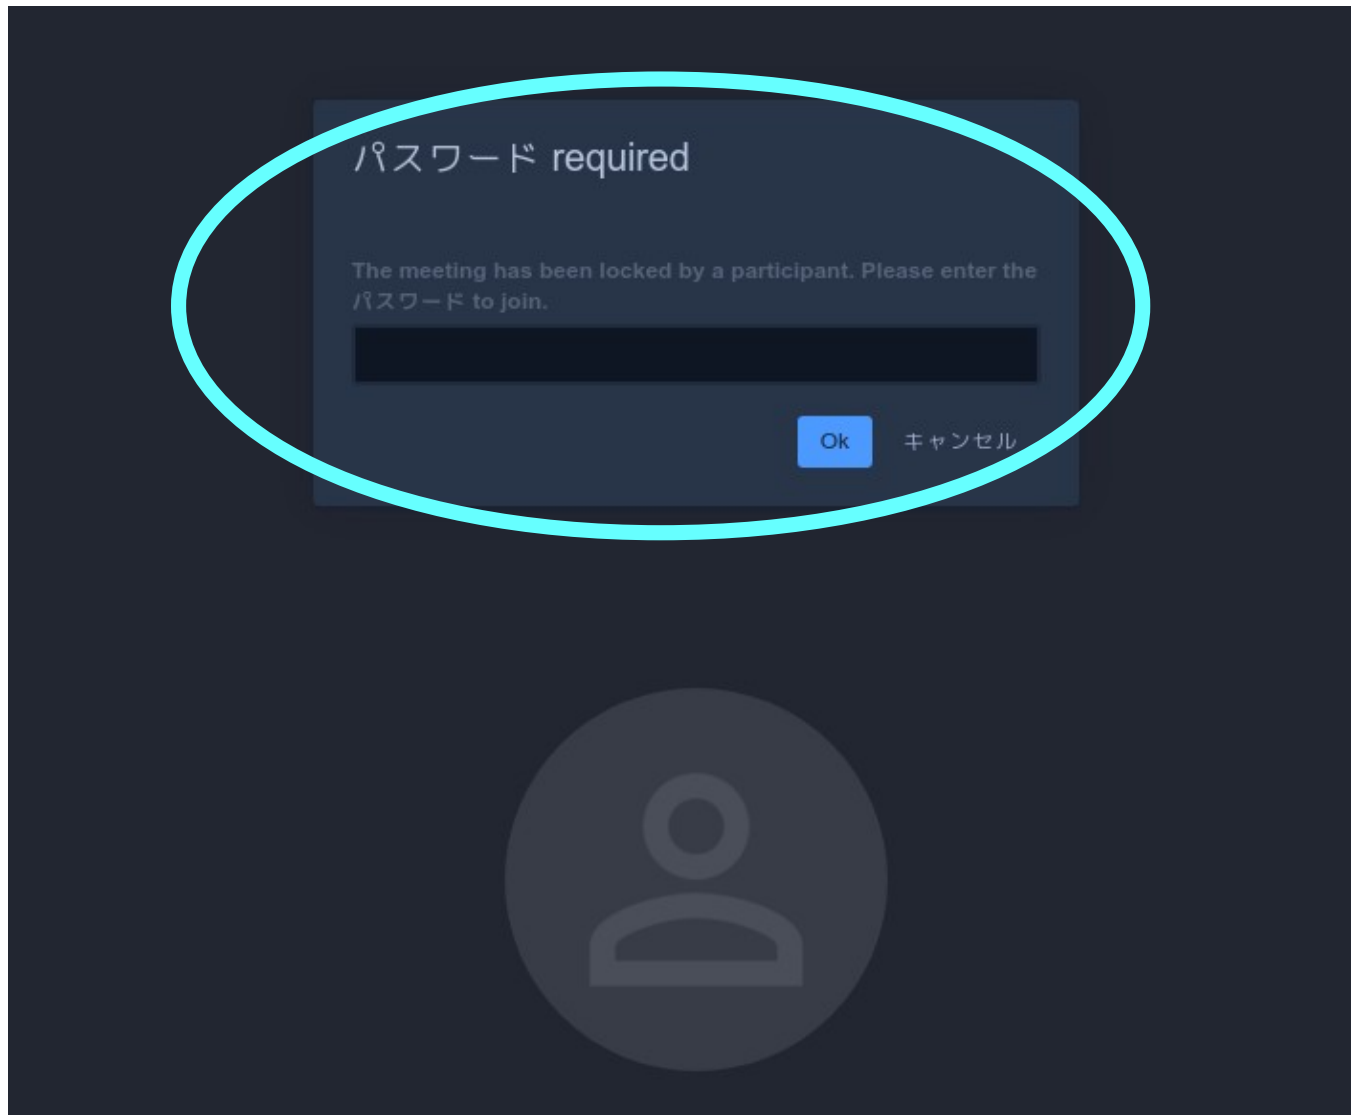 パスワード required
The meeting has been locked by a participant. Please enter the
パスワード to join.
Ok
キャンセル